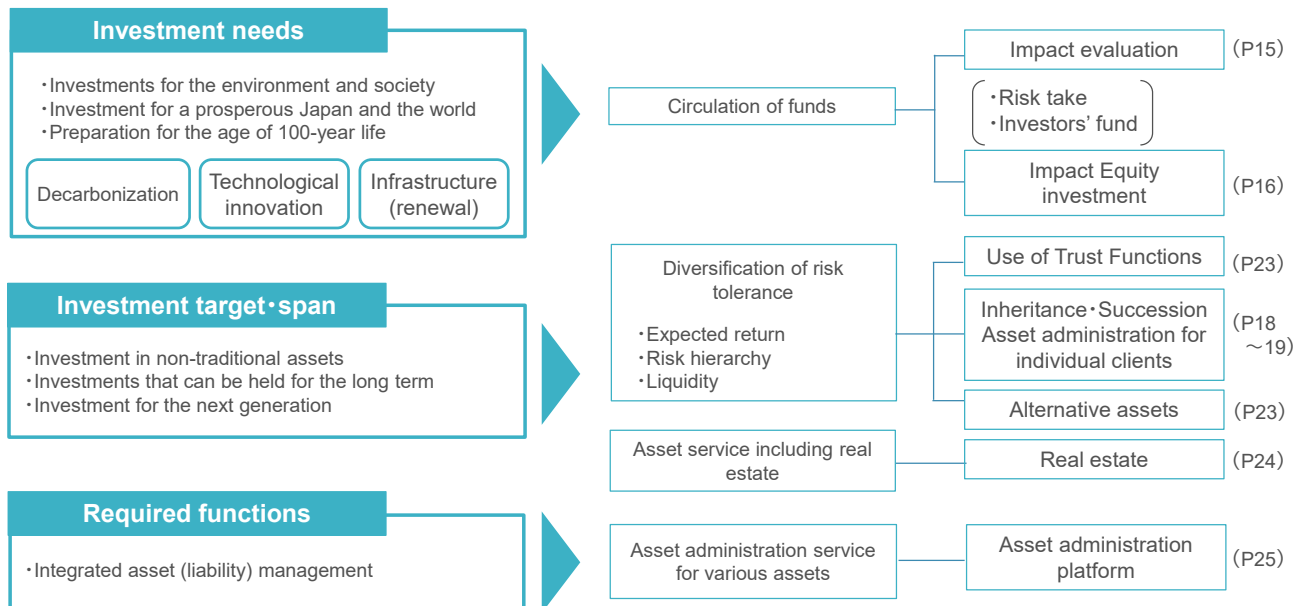 Investment needs
・Investments for the environment and society
・Investment for a prosperous Japan and the world
・Preparation for the age of 100-year life
Decarbonization
Technological
innovation
Infrastructure
(renewal)
Circulation of funds
Impact evaluation
(P15)
・Risk take
・Investors’ fund
Impact Equity
investment
(P16)
Investment target・span
・Investment in non-traditional assets
・Investments that can be held for the long term
・Investment for the next generation
Diversification of risk
tolerance
・Expected return
・Risk hierarchy
・Liquidity
Use of Trust Functions
(P23)
Inheritance・Succession
Asset administration for
individual clients
(P18
～19)
Alternative assets
(P23)
Asset service including real
estate
Real estate
(P24)
Required functions
・Integrated asset (liability) management
Asset administration service
for various assets
Asset administration
platform
(P25)